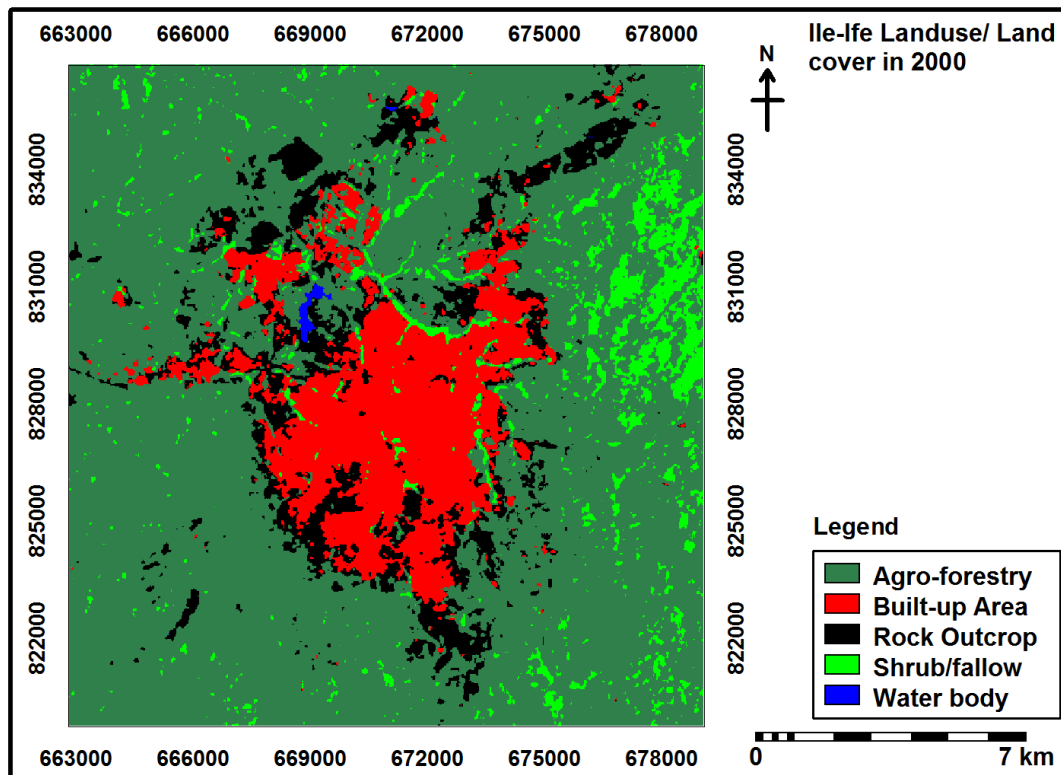 663000 666000 669000 672000 675000 678000
Ile-Ife Landuse/ Land
cover in 2000
N
834000 834000
831000 831000
828000 828000
825000 825000
822000 822000
Legend
Agro-forestry
Built-up Area
Rock Outcrop
Shrub/fallow
Water body
663000 666000 669000 672000 675000 678000
0 7 km